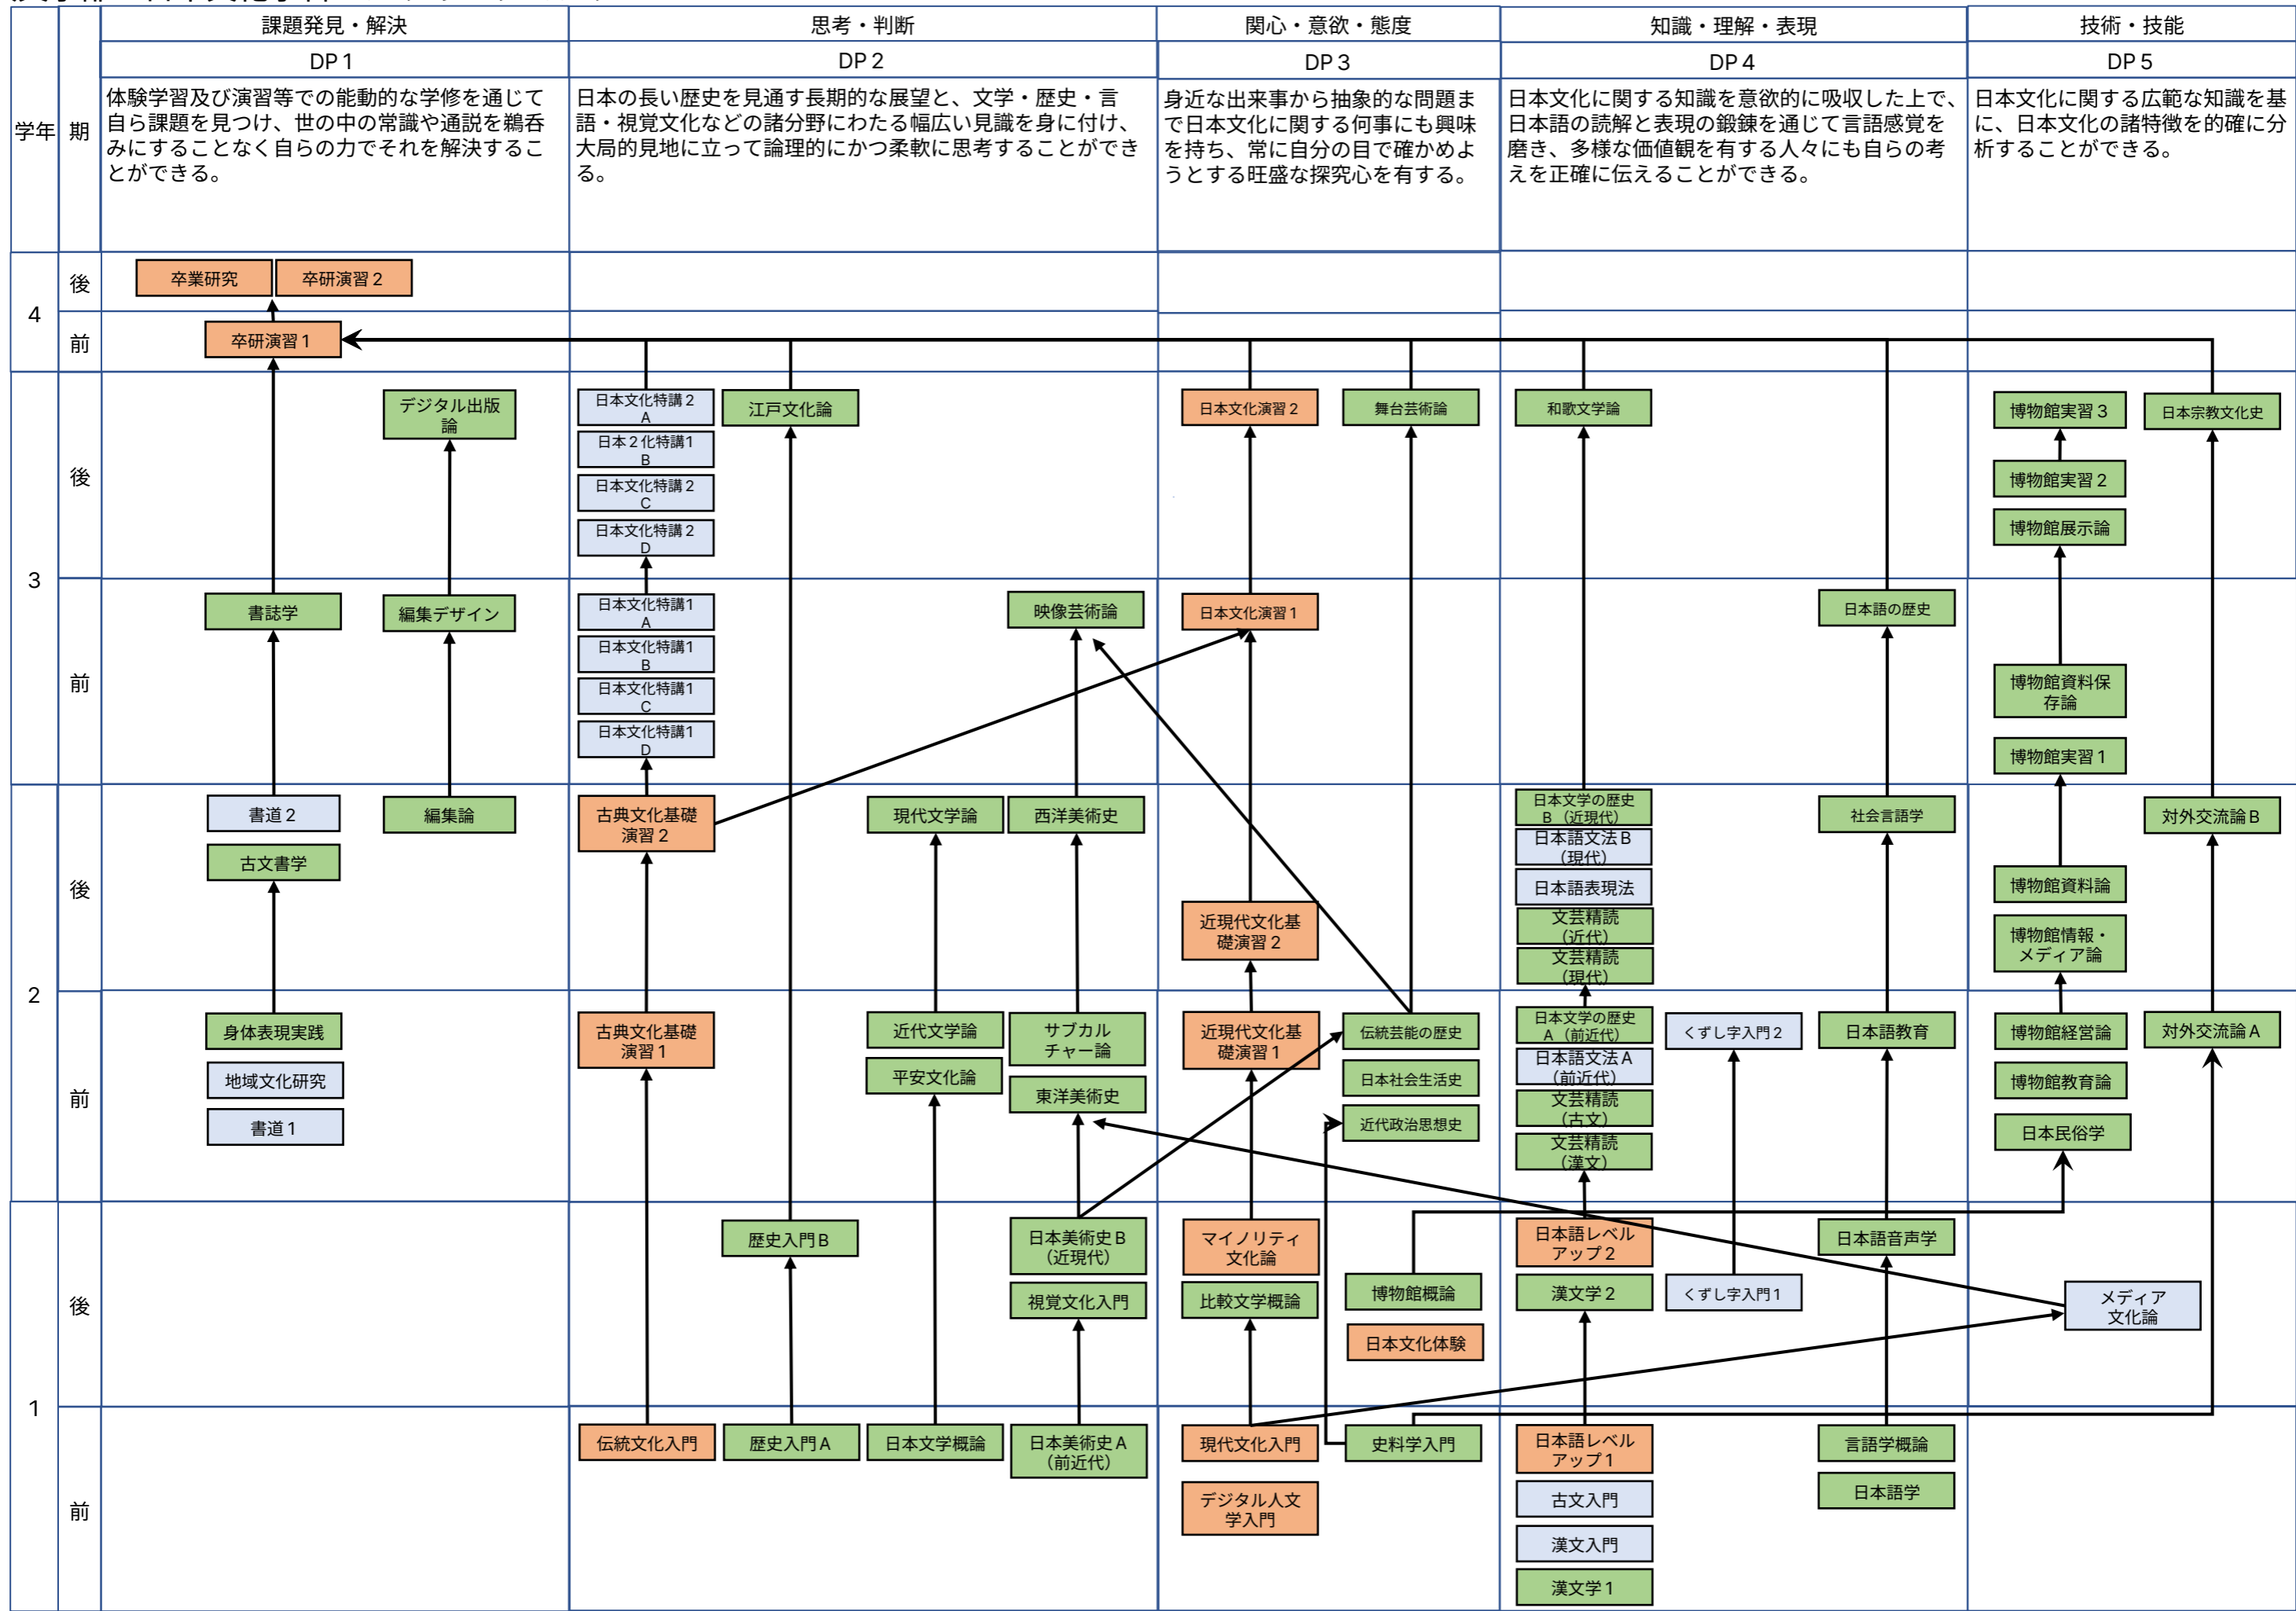 課題発見・解決
思考・判断
関心・意欲・態度
知識・理解・表現
技術・技能
DP1
DP2
DP3
DP4
DP5
学年
期
体験学習及び演習等での能動的な学修を通じて
自ら課題を見つけ、世の中の常識や通説を鵜呑
みにすることなく自らの力でそれを解決するこ
とができる。
日本の長い歴史を見通す長期的な展望と、文学・歴史・言
語・視覚文化などの諸分野にわたる幅広い見識を身に付け、
大局的見地に立って論理的にかつ柔軟に思考することができ
る。
身近な出来事から抽象的な問題ま
で日本文化に関する何事にも興味
を持ち、常に自分の目で確かめよ
うとする旺盛な探究心を有する。
日本文化に関する知識を意欲的に吸収した上で、
日本語の読解と表現の鍛錬を通じて言語感覚を
磨き、多様な価値観を有する人々にも自らの考
えを正確に伝えることができる。
日本文化に関する広範な知識を基
に、日本文化の諸特徴を的確に分
析することができる。
4
後
卒業研究
卒研演習2
前
卒研演習1
3
後
デジタル出版
論
日本文化特講2
A
日本2化特講1
B
日本文化特講2
C
日本文化特講2
D
江戸文化論
日本文化演習2
舞台芸術論
和歌文学論
博物館実習3
博物館実習2
博物館展示論
日本宗教文化史
前
書誌学
編集デザイン
日本文化特講1
A
日本文化特講1
B
日本文化特講1
C
日本文化特講1
D
映像芸術論
日本文化演習1
日本語の歴史
博物館資料保
存論
博物館実習1
2
後
書道2
古文書学
編集論
古典文化基礎
演習2
現代文学論
西洋美術史
近現代文化基
礎演習2
日本文学の歴史
B（近現代）
日本語文法B
（現代）
日本語表現法
文芸精読
（近代）
文芸精読
（現代）
社会言語学
博物館資料論
博物館情報・
メディア論
対外交流論B
前
身体表現実践
地域文化研究
書道1
古典文化基礎
演習1
近代文学論
平安文化論
サブカル
チャー論
東洋美術史
近現代文化基
礎演習1
伝統芸能の歴史
日本社会生活史
近代政治思想史
日本文学の歴史
A（前近代）
日本語文法A
（前近代）
文芸精読
（古文）
文芸精読
（漢文）
くずし字入門2
日本語教育
博物館経営論
博物館教育論
日本民俗学
対外交流論A
1
後
歴史入門B
日本美術史B
（近現代）
視覚文化入門
マイノリティ
文化論
比較文学概論
博物館概論
日本文化体験
日本語レベル
アップ2
漢文学2
くずし字入門1
日本語音声学
メディア
文化論
前
伝統文化入門
歴史入門A
日本文学概論
日本美術史A
（前近代）
現代文化入門
デジタル人文
学入門
史料学入門
日本語レベル
アップ1
古文入門
漢文入門
漢文学1
言語学概論
日本語学